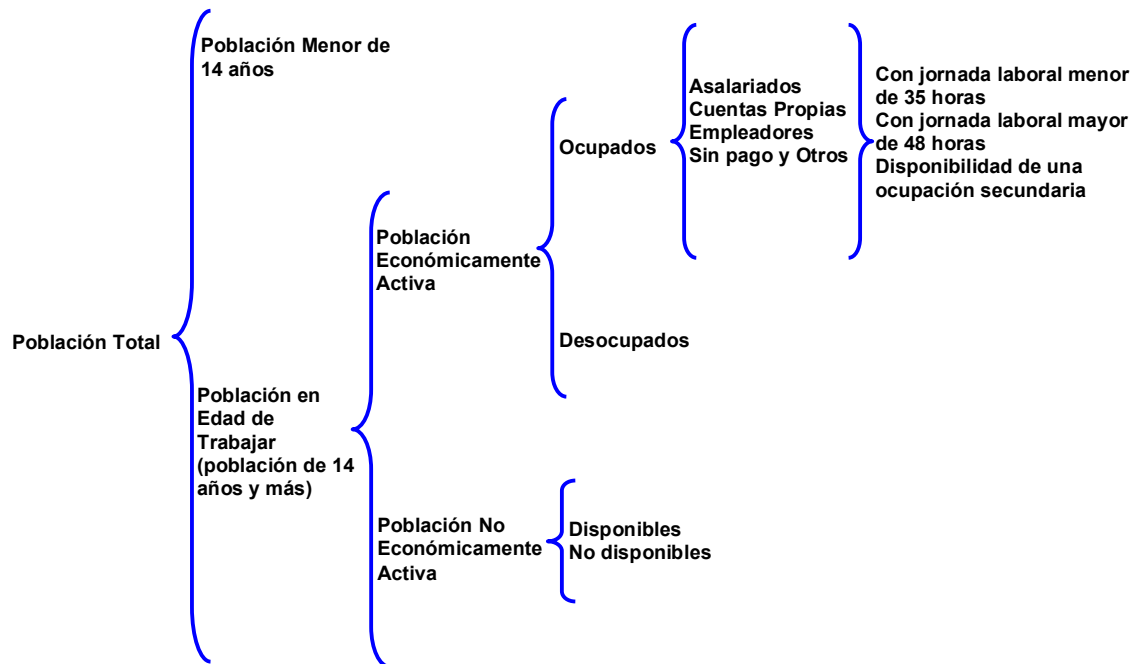 Población Total
Población Menor de
14 años
Población en
Edad de
Trabajar
(población de 14
años y más)
Población
Económicamente
Activa
Población No
Económicamente
Activa
Ocupados
Desocupados
Disponibles
No disponibles
Asalariados
Cuentas Propias
Empleadores
Sin pago y Otros
Con jornada laboral menor
de 35 horas
Con jornada laboral mayor
de 48 horas
Disponibilidad de una
ocupación secundaria